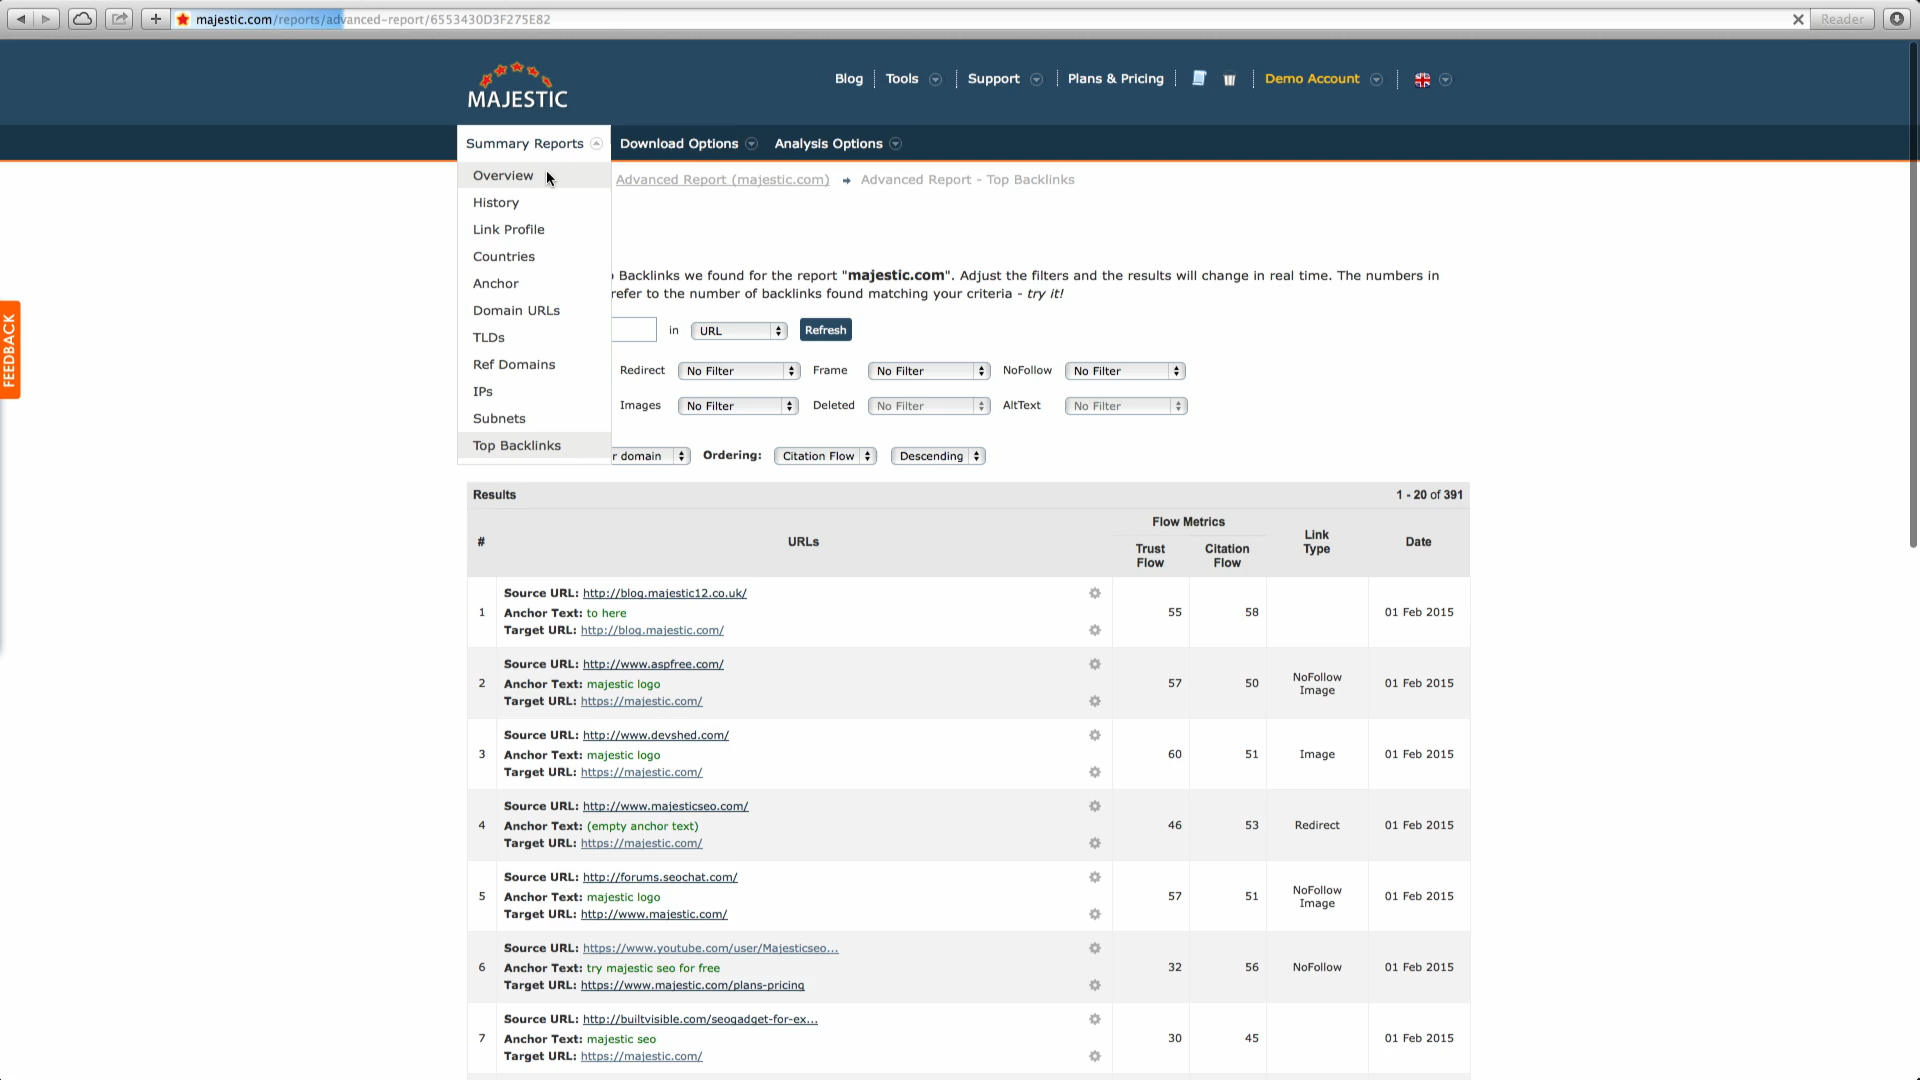 majestic.com/reports/advanced-report/6553430D3F275E82
Reader
MAJESTIC
Blog
Tools
Support
Plans & Pricing
Demo Account
Summary Reports
Download Options
Analysis Options
Overview
History
Link Profile
Countries
Anchor
Domain URLs
TLDs
Ref Domains
IPs
Subnets
Top Backlinks
Advanced Report (majestic.com)
Advanced Report - Top Backlinks
Backlinks we found for the report "majestic.com". Adjust the filters and the results will change in real time. The numbers in
refer to the number of backlinks found matching your criteria - try it!
in URL Refresh
Redirect No Filter Frame No Filter NoFollow No Filter
Images No Filter Deleted No Filter AltText No Filter
r domain Ordering: Citation Flow Descending
FEEDBACK
Results 1 - 20 of 391
# URLs Flow Metrics Link Type Date
Trust Flow Citation Flow
Source URL: http://blog.majestic12.co.uk/
1 Anchor Text: to here 55 58 01 Feb 2015
Target URL: http://blog.majestic.com/
Source URL: http://www.aspfree.com/
2 Anchor Text: majestic logo 57 50 NoFollow Image 01 Feb 2015
Target URL: https://majestic.com/
Source URL: http://www.devshed.com/
3 Anchor Text: majestic logo 60 51 Image 01 Feb 2015
Target URL: https://majestic.com/
Source URL: http://www.majesticseo.com/
4 Anchor Text: (empty anchor text) 46 53 Redirect 01 Feb 2015
Target URL: https://majestic.com/
Source URL: http://forums.seochat.com/
5 Anchor Text: majestic logo 57 51 NoFollow Image 01 Feb 2015
Target URL: http://www.majestic.com/
Source URL: https://www.youtube.com/user/Majesticseo...
6 Anchor Text: try majestic seo for free 32 56 NoFollow 01 Feb 2015
Target URL: https://www.majestic.com/plans-pricing
Source URL: http://builtvisible.com/seogadget-for-ex...
7 Anchor Text: majestic seo 30 45 01 Feb 2015
Target URL: https://majestic.com/